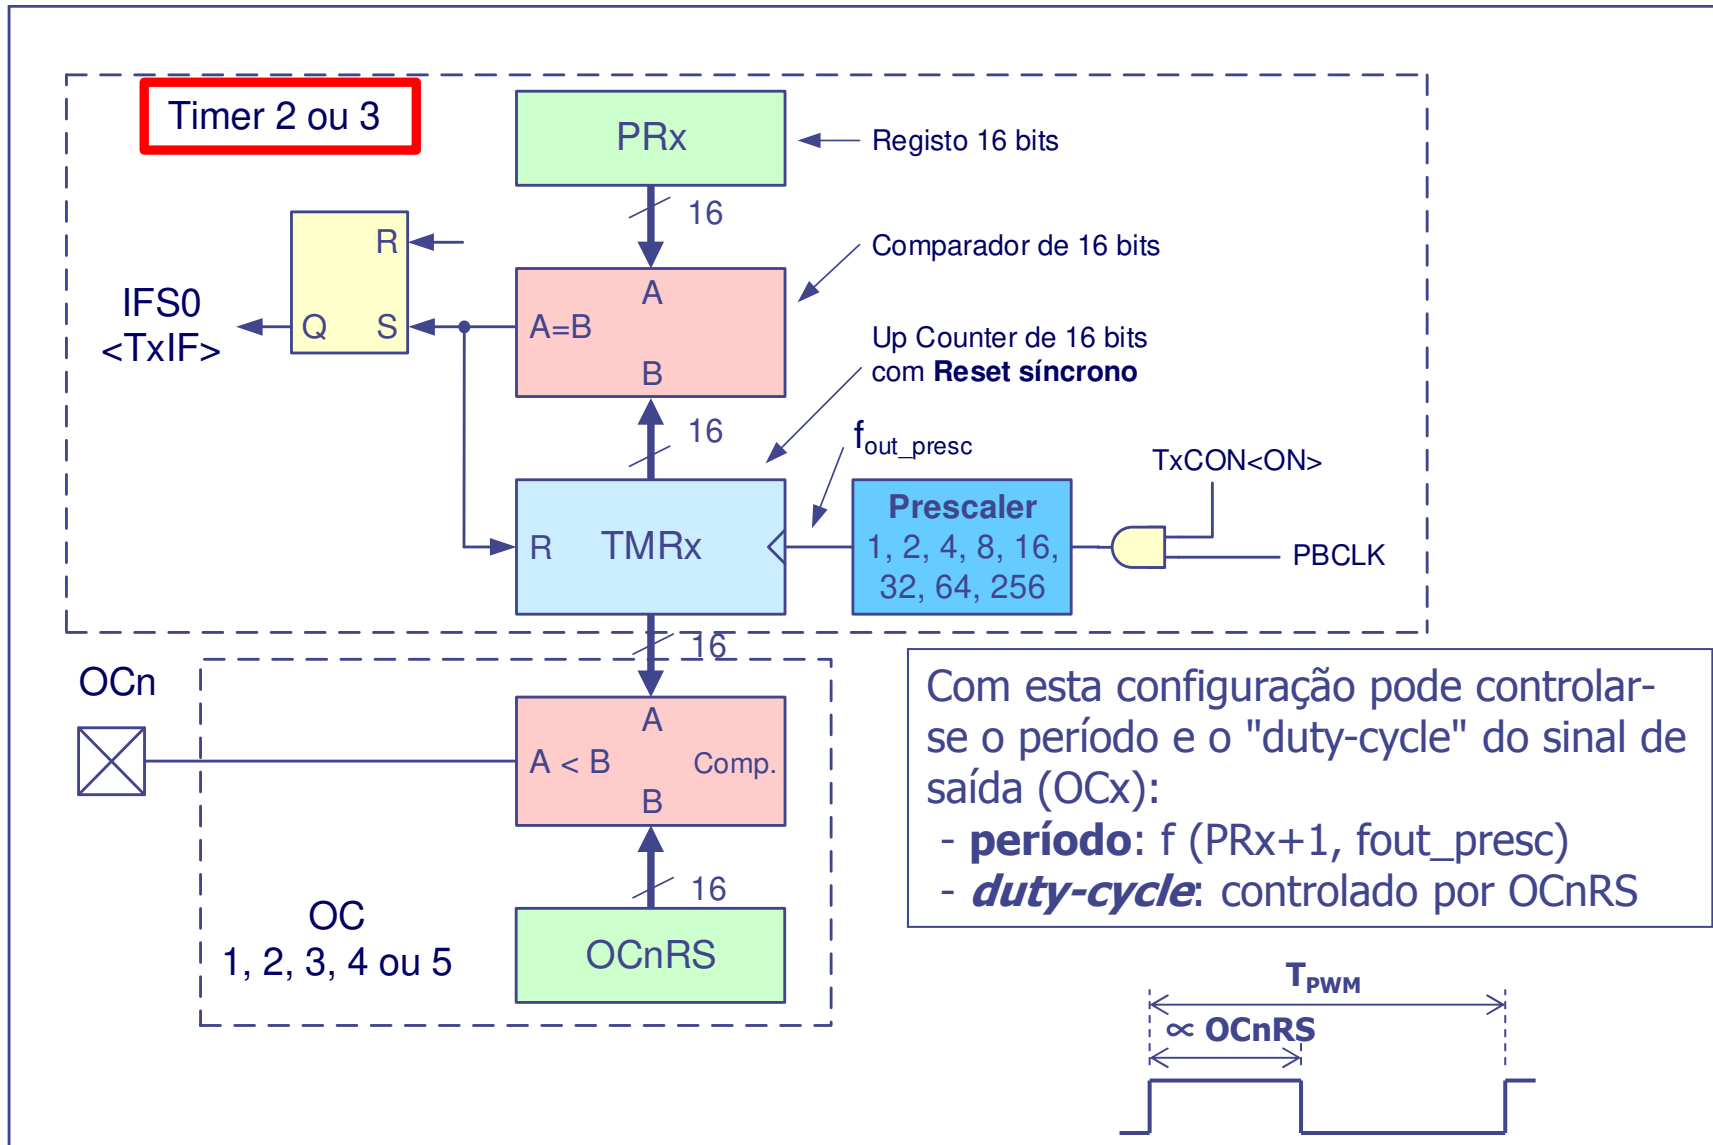 Timer 2 ou 3
PRx
Registo 16 bits
16
R
Comparador de 16 bits
A
IFS0
<TxIF>
Q
S
A=B
B
Up Counter de 16 bits
com Reset síncrono
16
fout_presc
TxCON<ON>
R
TMRx
Prescaler
1, 2, 4, 8, 16,
32, 64, 256
PBCLK
16
OCn
A
A < B
Comp.
B
16
OC
1, 2, 3, 4 ou 5
OCnRS
Com esta configuração pode controlar-
se o período e o "duty-cycle" do sinal de
saída (OCx):
- período: f (PRx+1, fout_presc)
- duty-cycle: controlado por OCnRS
TPWM
∝ OCnRS